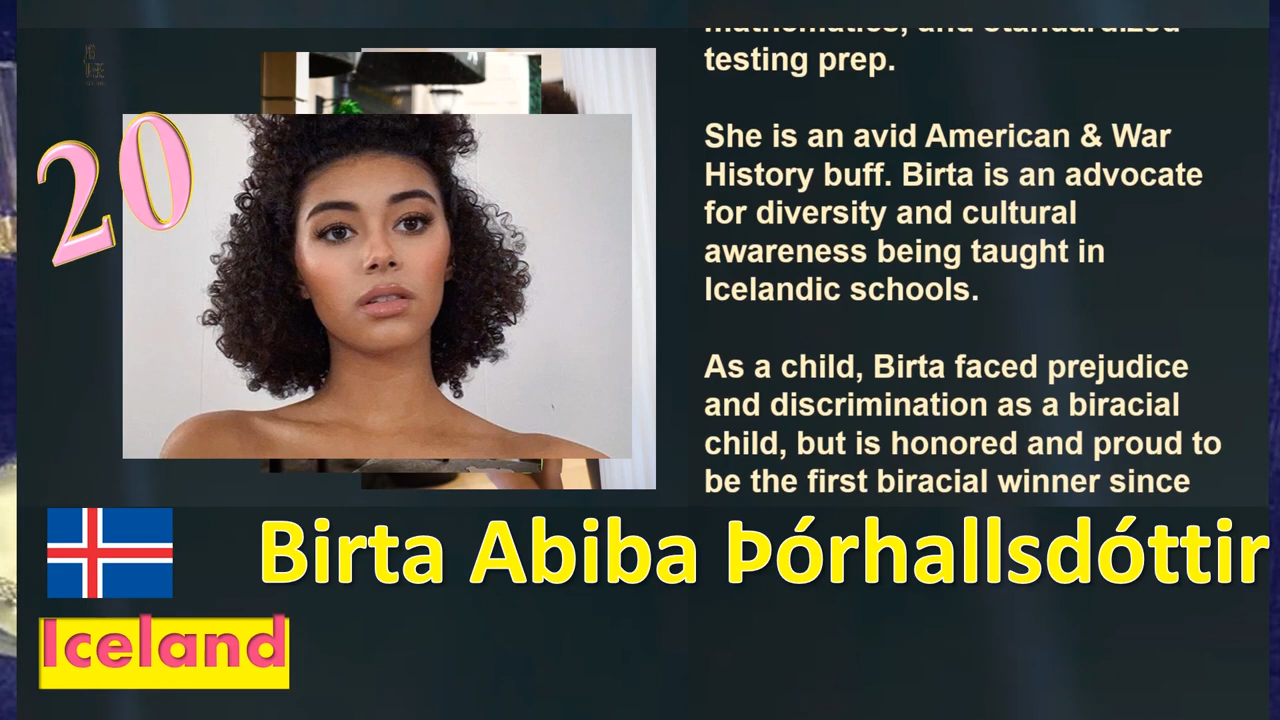 testing prep.
She is an avid American & War
History buff. Birta is an advocate
for diversity and cultural
awareness being taught in
Icelandic schools.
As a child, Birta faced prejudice
and discrimination as a biracial
child, but is honored and proud to
be the first biracial winner since
20
Birta Abiba Þórhallsdóttir
Iceland